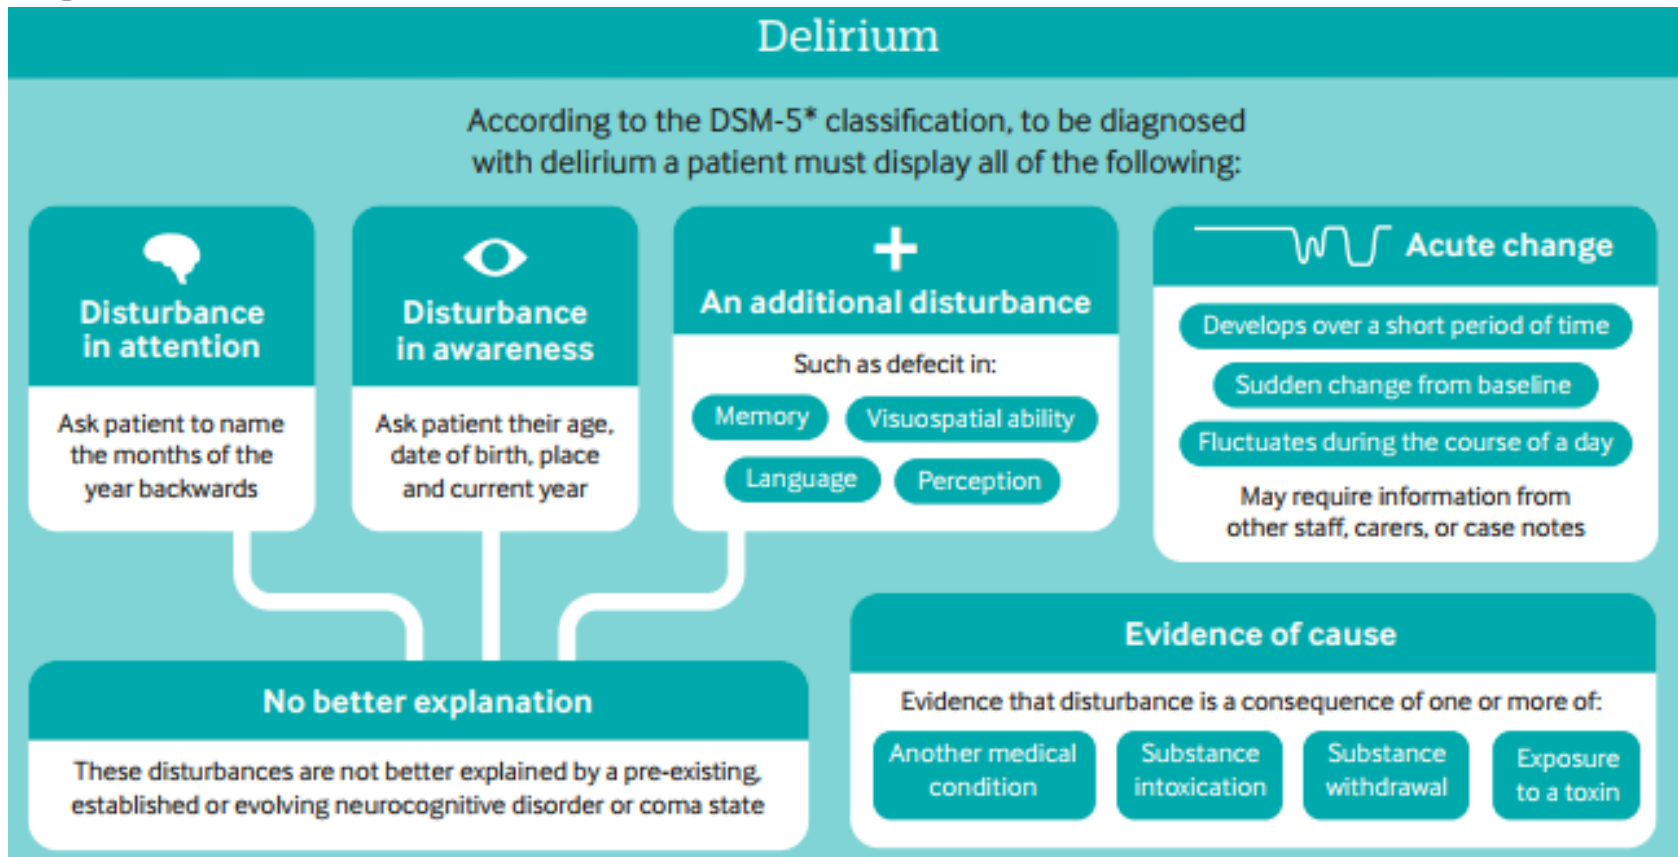 Delirium
According to the DSM-5* classification, to be diagnosed
with delirium a patient must display all of the following:
Disturbance
in attention
Ask patient to name
the months of the
year backwards
Disturbance
in awareness
Ask patient their age,
date of birth, place
and current year
An additional disturbance
Such as defecit in:
Memory
Visuospatial ability
Language
Perception
Acute change
Develops over a short period of time
Sudden change from baseline
Fluctuates during the course of a day
May require information from
other staff, carers, or case notes
No better explanation
These disturbances are not better explained by a pre-existing,
established or evolving neurocognitive disorder or coma state
Evidence of cause
Evidence that disturbance is a consequence of one or more of:
Another medical
condition
Substance
intoxication
Substance
withdrawal
Exposure
to a toxin